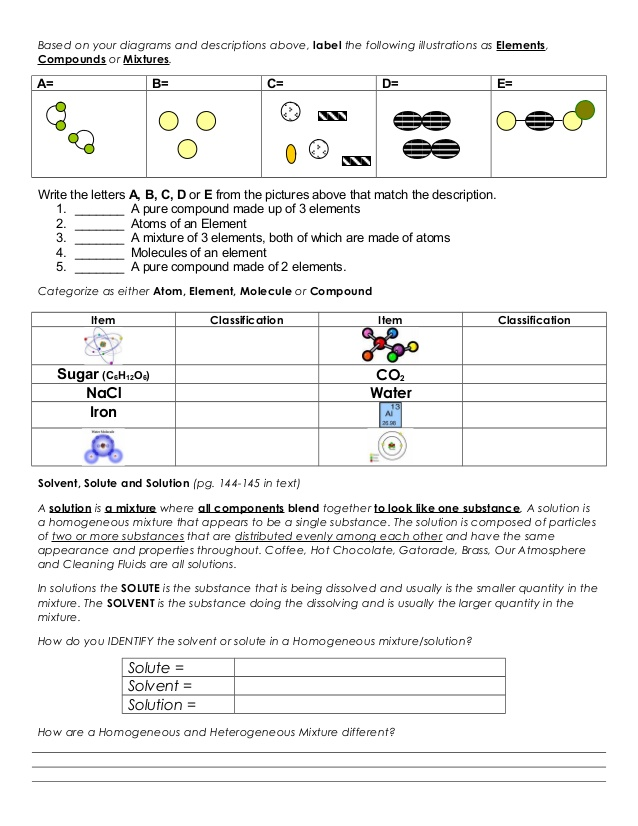 Based on your diagrams and descriptions above, label the following illustrations as Elements,
Compounds or Mixtures.
A= B= C= D= E=
Write the letters A, B, C, D or E from the pictures above that match the description.
1. _______ A pure compound made up of 3 elements
2. _______ Atoms of an Element
3. _______ A mixture of 3 elements, both of which are made of atoms
4. _______ Molecules of an element
5. _______ A pure compound made of 2 elements.
Categorize as either Atom, Element, Molecule or Compound
Item Classification Item Classification
Sugar (C₆H₁₂O₆) CO₂
NaCl Water
Iron 13
Al
26.98
Water Molecule
Solvent, Solute and Solution (pg. 144-145 in text)
A solution is a mixture where all components blend together to look like one substance. A solution is
a homogeneous mixture that appears to be a single substance. The solution is composed of particles
of two or more substances that are distributed evenly among each other and have the same
appearance and properties throughout. Coffee, Hot Chocolate, Gatorade, Brass, Our Atmosphere
and Cleaning Fluids are all solutions.
In solutions the SOLUTE is the substance that is being dissolved and usually is the smaller quantity in the
mixture. The SOLVENT is the substance doing the dissolving and is usually the larger quantity in the
mixture.
How do you IDENTIFY the solvent or solute in a Homogeneous mixture/solution?
Solute =
Solvent =
Solution =
How are a Homogeneous and Heterogeneous Mixture different?